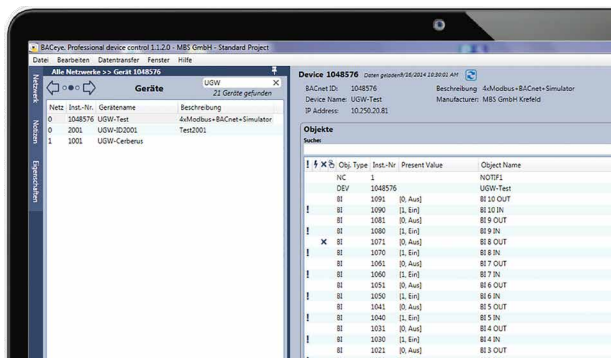 BACeye, Professional device control 1.1.2.0 - MBS GmbH - Standard Project
Datei Bearbeiten Datentransfer Fenster Hilfe
Netzwerk
Notizen
Eigenschaften
Alle Netzwerke >> Gerät 1048576
Geräte
UGW
21 Geräte gefunden
Netz Inst.-Nr. Gerätename Beschreibung
0 1048576 UGW-Test 4xModbus+BACnet+Simulator
0 2001 UGW-ID2001 Test2001
1 1001 UGW-Cerberus
Device 1048576 Daten geladen9/16/2014 10:30:01 AM
BACnet ID: 1048576 Beschreibung 4xModbus+BACnet+Simulator
Device Name: UGW-Test Manufacturer: MBS GmbH Krefeld
IP Address: 10.250.20.81
Objekte
Suche:
! Obj. Type Inst.-Nr Present Value Object Name
NC 1 NOTIF1
DEV 1048576 UGW-Test
BI 1091 [0, Aus] BI 10 OUT
! BI 1090 [1, Ein] BI 10 IN
BI 1081 [0, Aus] BI 9 OUT
! BI 1080 [1, Ein] BI 9 IN
BI 1071 [0, Aus] BI 8 OUT
! BI 1070 [1, Ein] BI 8 IN
BI 1061 [0, Aus] BI 7 OUT
! BI 1060 [1, Ein] BI 7 IN
BI 1051 [0, Aus] BI 6 OUT
! BI 1050 [1, Ein] BI 6 IN
BI 1041 [0, Aus] BI 5 OUT
! BI 1040 [1, Ein] BI 5 IN
BI 1031 [0, Aus] BI 4 OUT
! BI 1030 [1, Ein] BI 4 IN
BI 1021 [0, Aus] BI 3 OUT